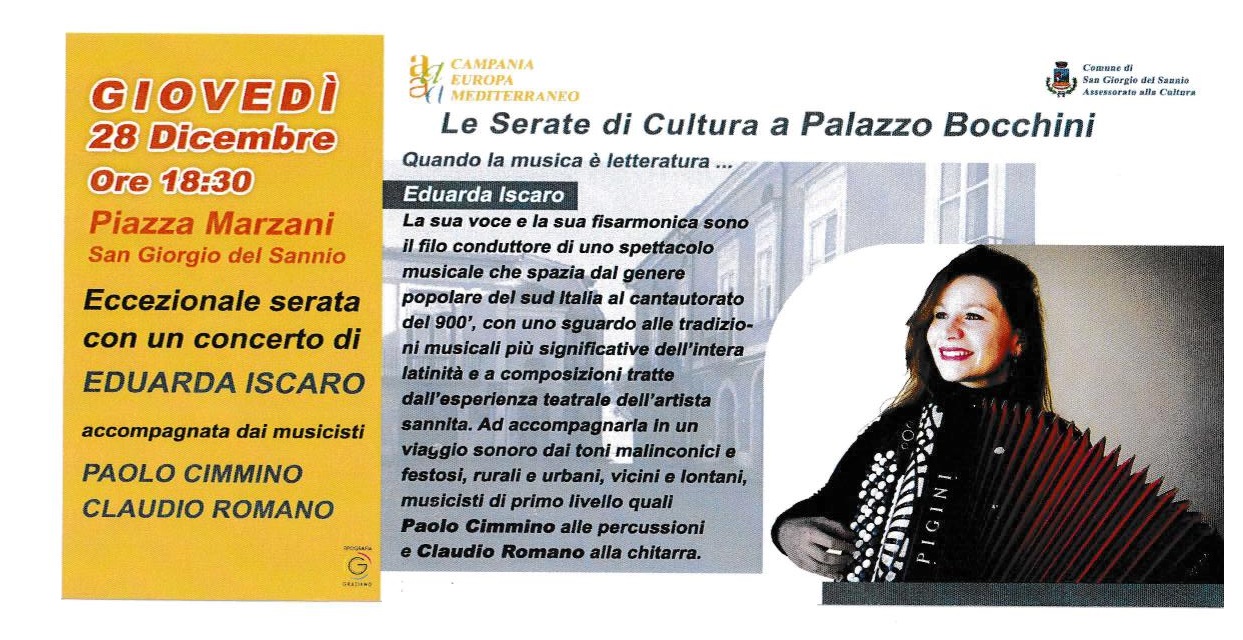 GIOVEDÌ
28 Dicembre
Ore 18:30
Piazza Marzani
San Giorgio del Sannio
Eccezionale serata
con un concerto di
EDUARDA ISCARO
accompagnata dai musicisti
PAOLO CIMMINO
CLAUDIO ROMANO
TIPOGRAFIA
G
GRAZIANO
CAMPANIA
EUROPA
MEDITERRANEO
Comune di
San Giorgio del Sannio
Assessorato alla Cultura
Le Serate di Cultura a Palazzo Bocchini
Quando la musica è letteratura ...
Eduarda Iscaro
La sua voce e la sua fisarmonica sono
il filo conduttore di uno spettacolo
musicale che spazia dal genere
popolare del sud Italia al cantautorato
del 900', con uno sguardo alle tradizio-
ni musicali più significative dell'intera
latinità e a composizioni tratte
dall'esperienza teatrale dell'artista
sannita. Ad accompagnarla in un
viaggio sonoro dai toni malinconici e
festosi, rurali e urbani, vicini e lontani,
musicisti di primo livello quali
Paolo Cimmino alle percussioni
e Claudio Romano alla chitarra.
PIGINI